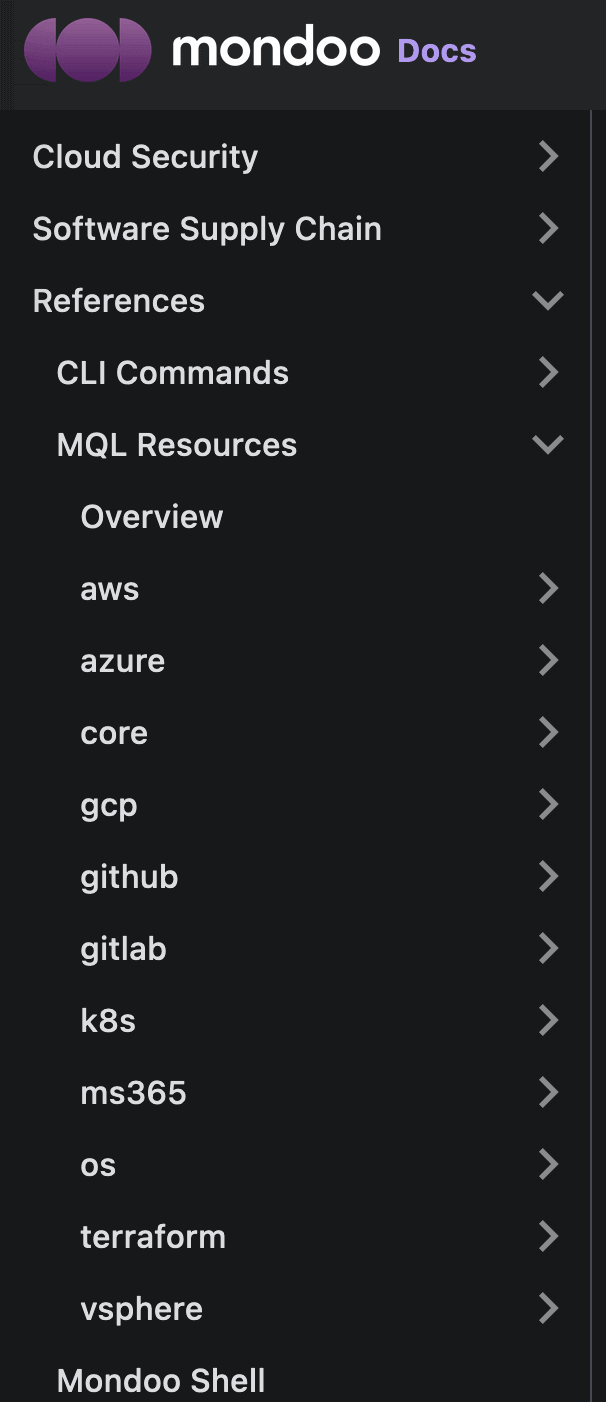 mondoo Docs
Cloud Security
Software Supply Chain
References
CLI Commands
MQL Resources
Overview
aws
azure
core
gcp
github
gitlab
k8s
ms365
os
terraform
vsphere
Mondoo Shell